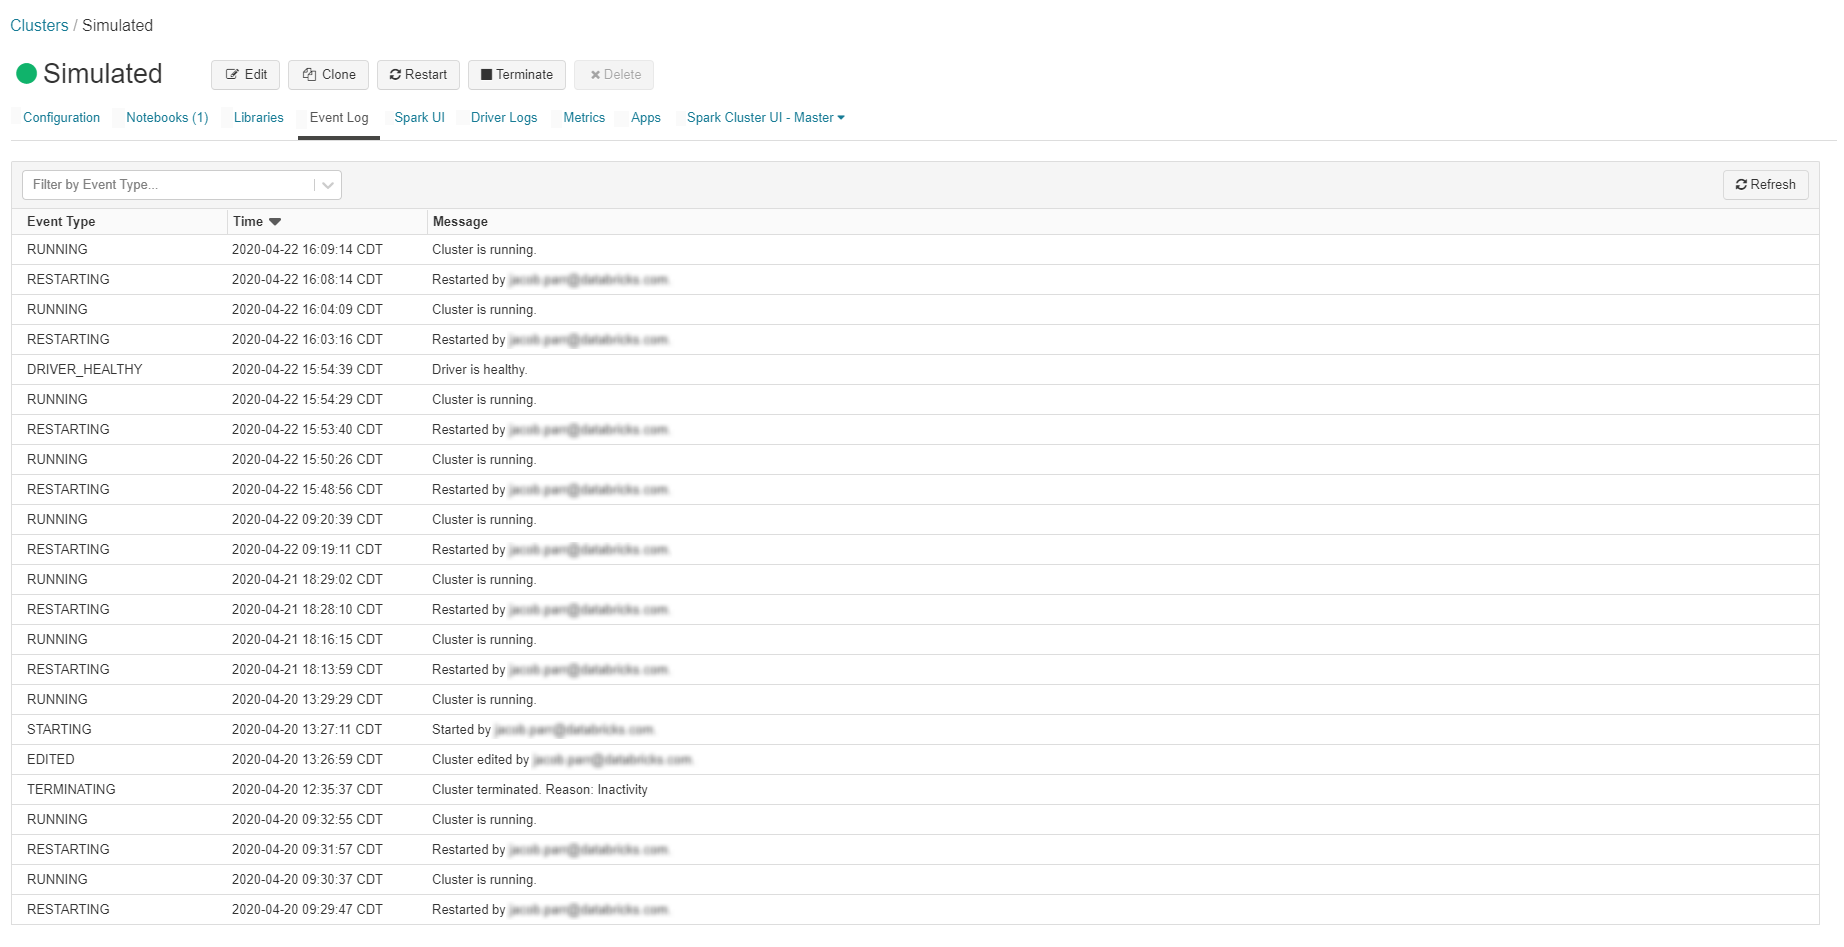 Clusters / Simulated
Simulated Edit Clone Restart Terminate Delete
Configuration Notebooks (1) Libraries Event Log Spark UI Driver Logs Metrics Apps Spark Cluster UI - Master
Filter by Event Type... Refresh
Event Type Time Message
RUNNING 2020-04-22 16:09:14 CDT Cluster is running.
RESTARTING 2020-04-22 16:08:14 CDT Restarted by
RUNNING 2020-04-22 16:04:09 CDT Cluster is running.
RESTARTING 2020-04-22 16:03:16 CDT Restarted by
DRIVER_HEALTHY 2020-04-22 15:54:39 CDT Driver is healthy.
RUNNING 2020-04-22 15:54:29 CDT Cluster is running.
RESTARTING 2020-04-22 15:53:40 CDT Restarted by
RUNNING 2020-04-22 15:50:26 CDT Cluster is running.
RESTARTING 2020-04-22 15:48:56 CDT Restarted by
RUNNING 2020-04-22 09:20:39 CDT Cluster is running.
RESTARTING 2020-04-22 09:19:11 CDT Restarted by
RUNNING 2020-04-21 18:29:02 CDT Cluster is running.
RESTARTING 2020-04-21 18:28:10 CDT Restarted by
RUNNING 2020-04-21 18:16:15 CDT Cluster is running.
RESTARTING 2020-04-21 18:13:59 CDT Restarted by
RUNNING 2020-04-20 13:29:29 CDT Cluster is running.
STARTING 2020-04-20 13:27:11 CDT Started by
EDITED 2020-04-20 13:26:59 CDT Cluster edited by
TERMINATING 2020-04-20 12:35:37 CDT Cluster terminated. Reason: Inactivity
RUNNING 2020-04-20 09:32:55 CDT Cluster is running.
RESTARTING 2020-04-20 09:31:57 CDT Restarted by
RUNNING 2020-04-20 09:30:37 CDT Cluster is running.
RESTARTING 2020-04-20 09:29:47 CDT Restarted by